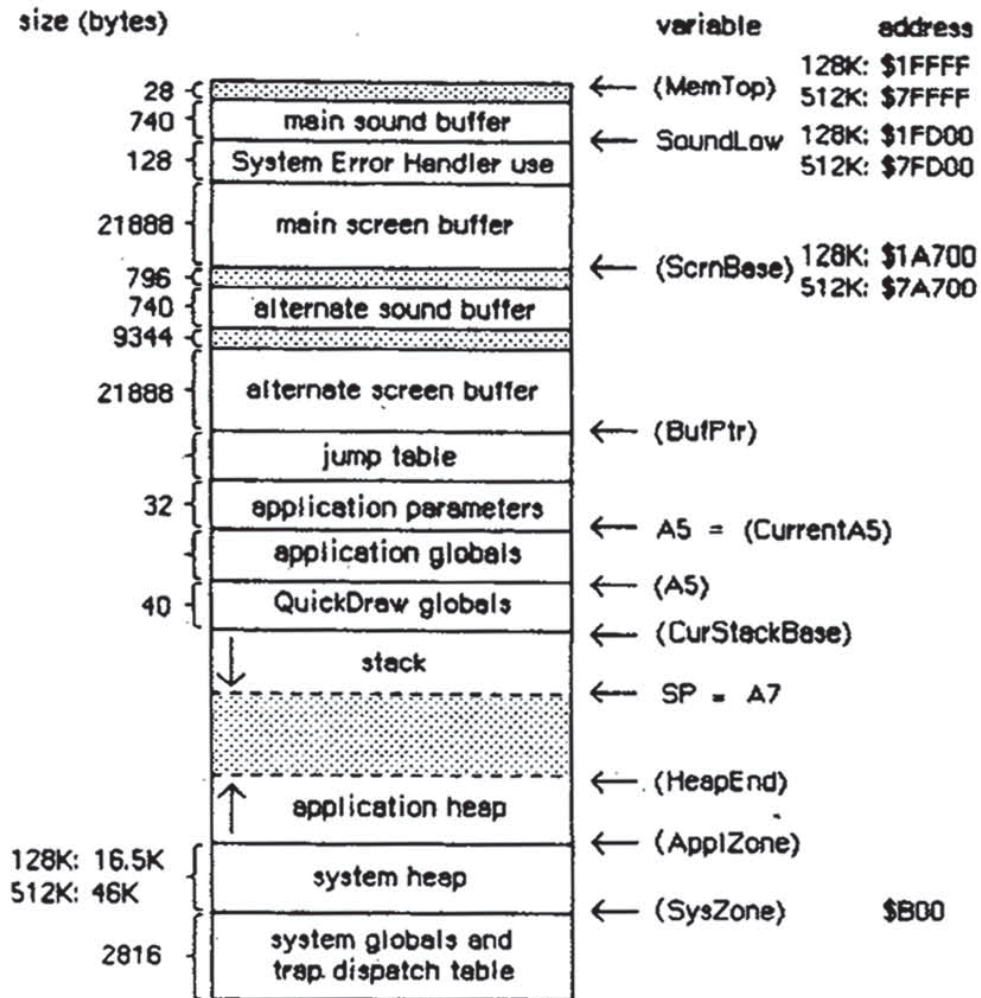 size (bytes) variable address
28 (MemTop) 128K: $1FFFF
512K: $7FFFF
740 main sound buffer
SoundLow 128K: $1FD00
512K: $7FD00
128 System Error Handler use
21888 main screen buffer
(ScrnBase) 128K: $1A700
512K: $7A700
796
740 alternate sound buffer
9344
21888 alternate screen buffer
(BufPtr)
jump table
32 application parameters
A5 = (CurrentA5)
application globals
(A5)
40 QuickDraw globals
(CurStackBase)
stack
SP = A7
(HeapEnd)
application heap
(ApplZone)
128K: 16.5K
512K: 46K
system heap
(SysZone) $B00
2816
system globals and
trap dispatch table